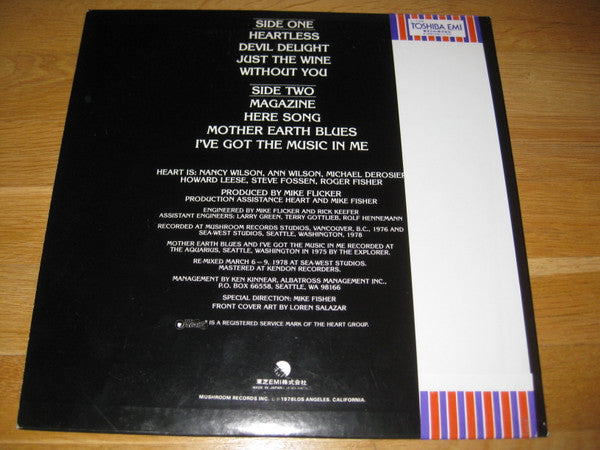 SIDE ONE
HEARTLESS
DEVIL DELIGHT
JUST THE WINE
WITHOUT YOU
SIDE TWO
MAGAZINE
HERE SONG
MOTHER EARTH BLUES
I'VE GOT THE MUSIC IN ME
HEART IS: NANCY WILSON, ANN WILSON, MICHAEL DEROSIER
HOWARD LEESE, STEVE FOSSEN, ROGER FISHER
PRODUCED BY MIKE FLICKER
PRODUCTION ASSISTANCE HEART AND MIKE FISHER
ENGINEERED BY MIKE FLICKER AND RICK KEEFER
ASSISTANT ENGINEERS: LARRY GREEN, TERRY GOTTLIEB, ROLF HENNEMANN
RECORDED AT MUSHROOM RECORDS STUDIOS, VANCOUVER, B.C., 1976 AND
SEA-WEST STUDIOS, SEATTLE, WASHINGTON, 1978
MOTHER EARTH BLUES AND I'VE GOT THE MUSIC IN ME RECORDED AT
THE AQUARIUS, SEATTLE, WASHINGTON IN 1975 BY THE EXPLORER.
RE-MIXED MARCH 6–9, 1978 AT SEA-WEST STUDIOS.
MASTERED AT KENDON RECORDERS.
MANAGEMENT BY KEN KINNEAR, ALBATROSS MANAGEMENT INC.,
P.O. BOX 66558, SEATTLE, WA 98166
SPECIAL DIRECTION: MIKE FISHER
FRONT COVER ART BY LOREN SALAZAR
Heart IS A REGISTERED SERVICE MARK OF THE HEART GROUP.
EMI
東芝EMI株式会社
MADE IN JAPAN
MUSHROOM RECORDS INC. 1978 LOS ANGELES, CALIFORNIA.
TOSHIBA EMI